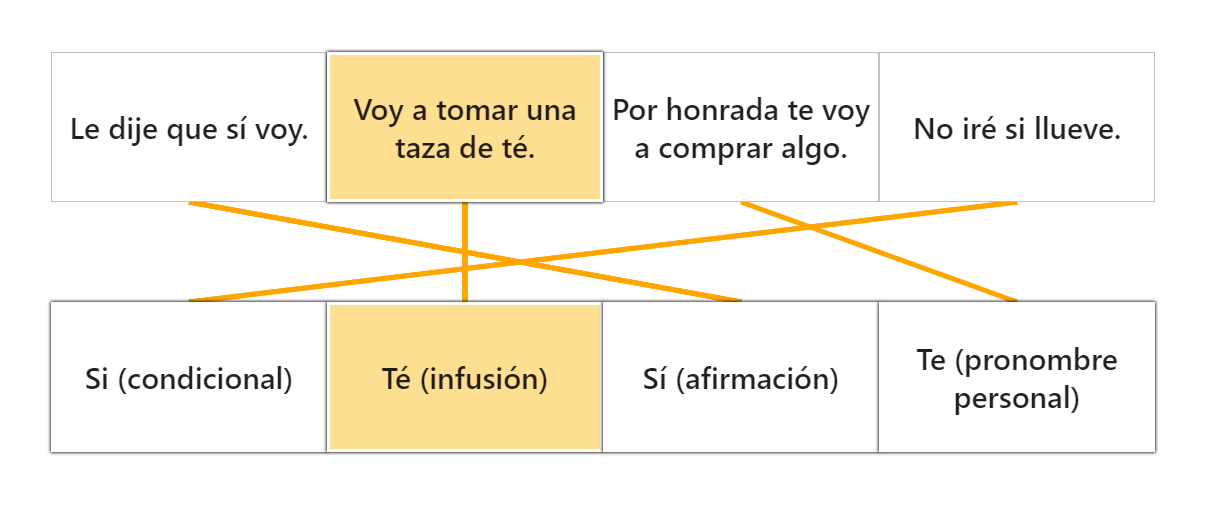 Le dije que sí voy.
Voy a tomar una
taza de té.
Por honrada te voy
a comprar algo.
No iré si llueve.
Si (condicional)
Té (infusión)
Sí (afirmación)
Te (pronombre
personal)